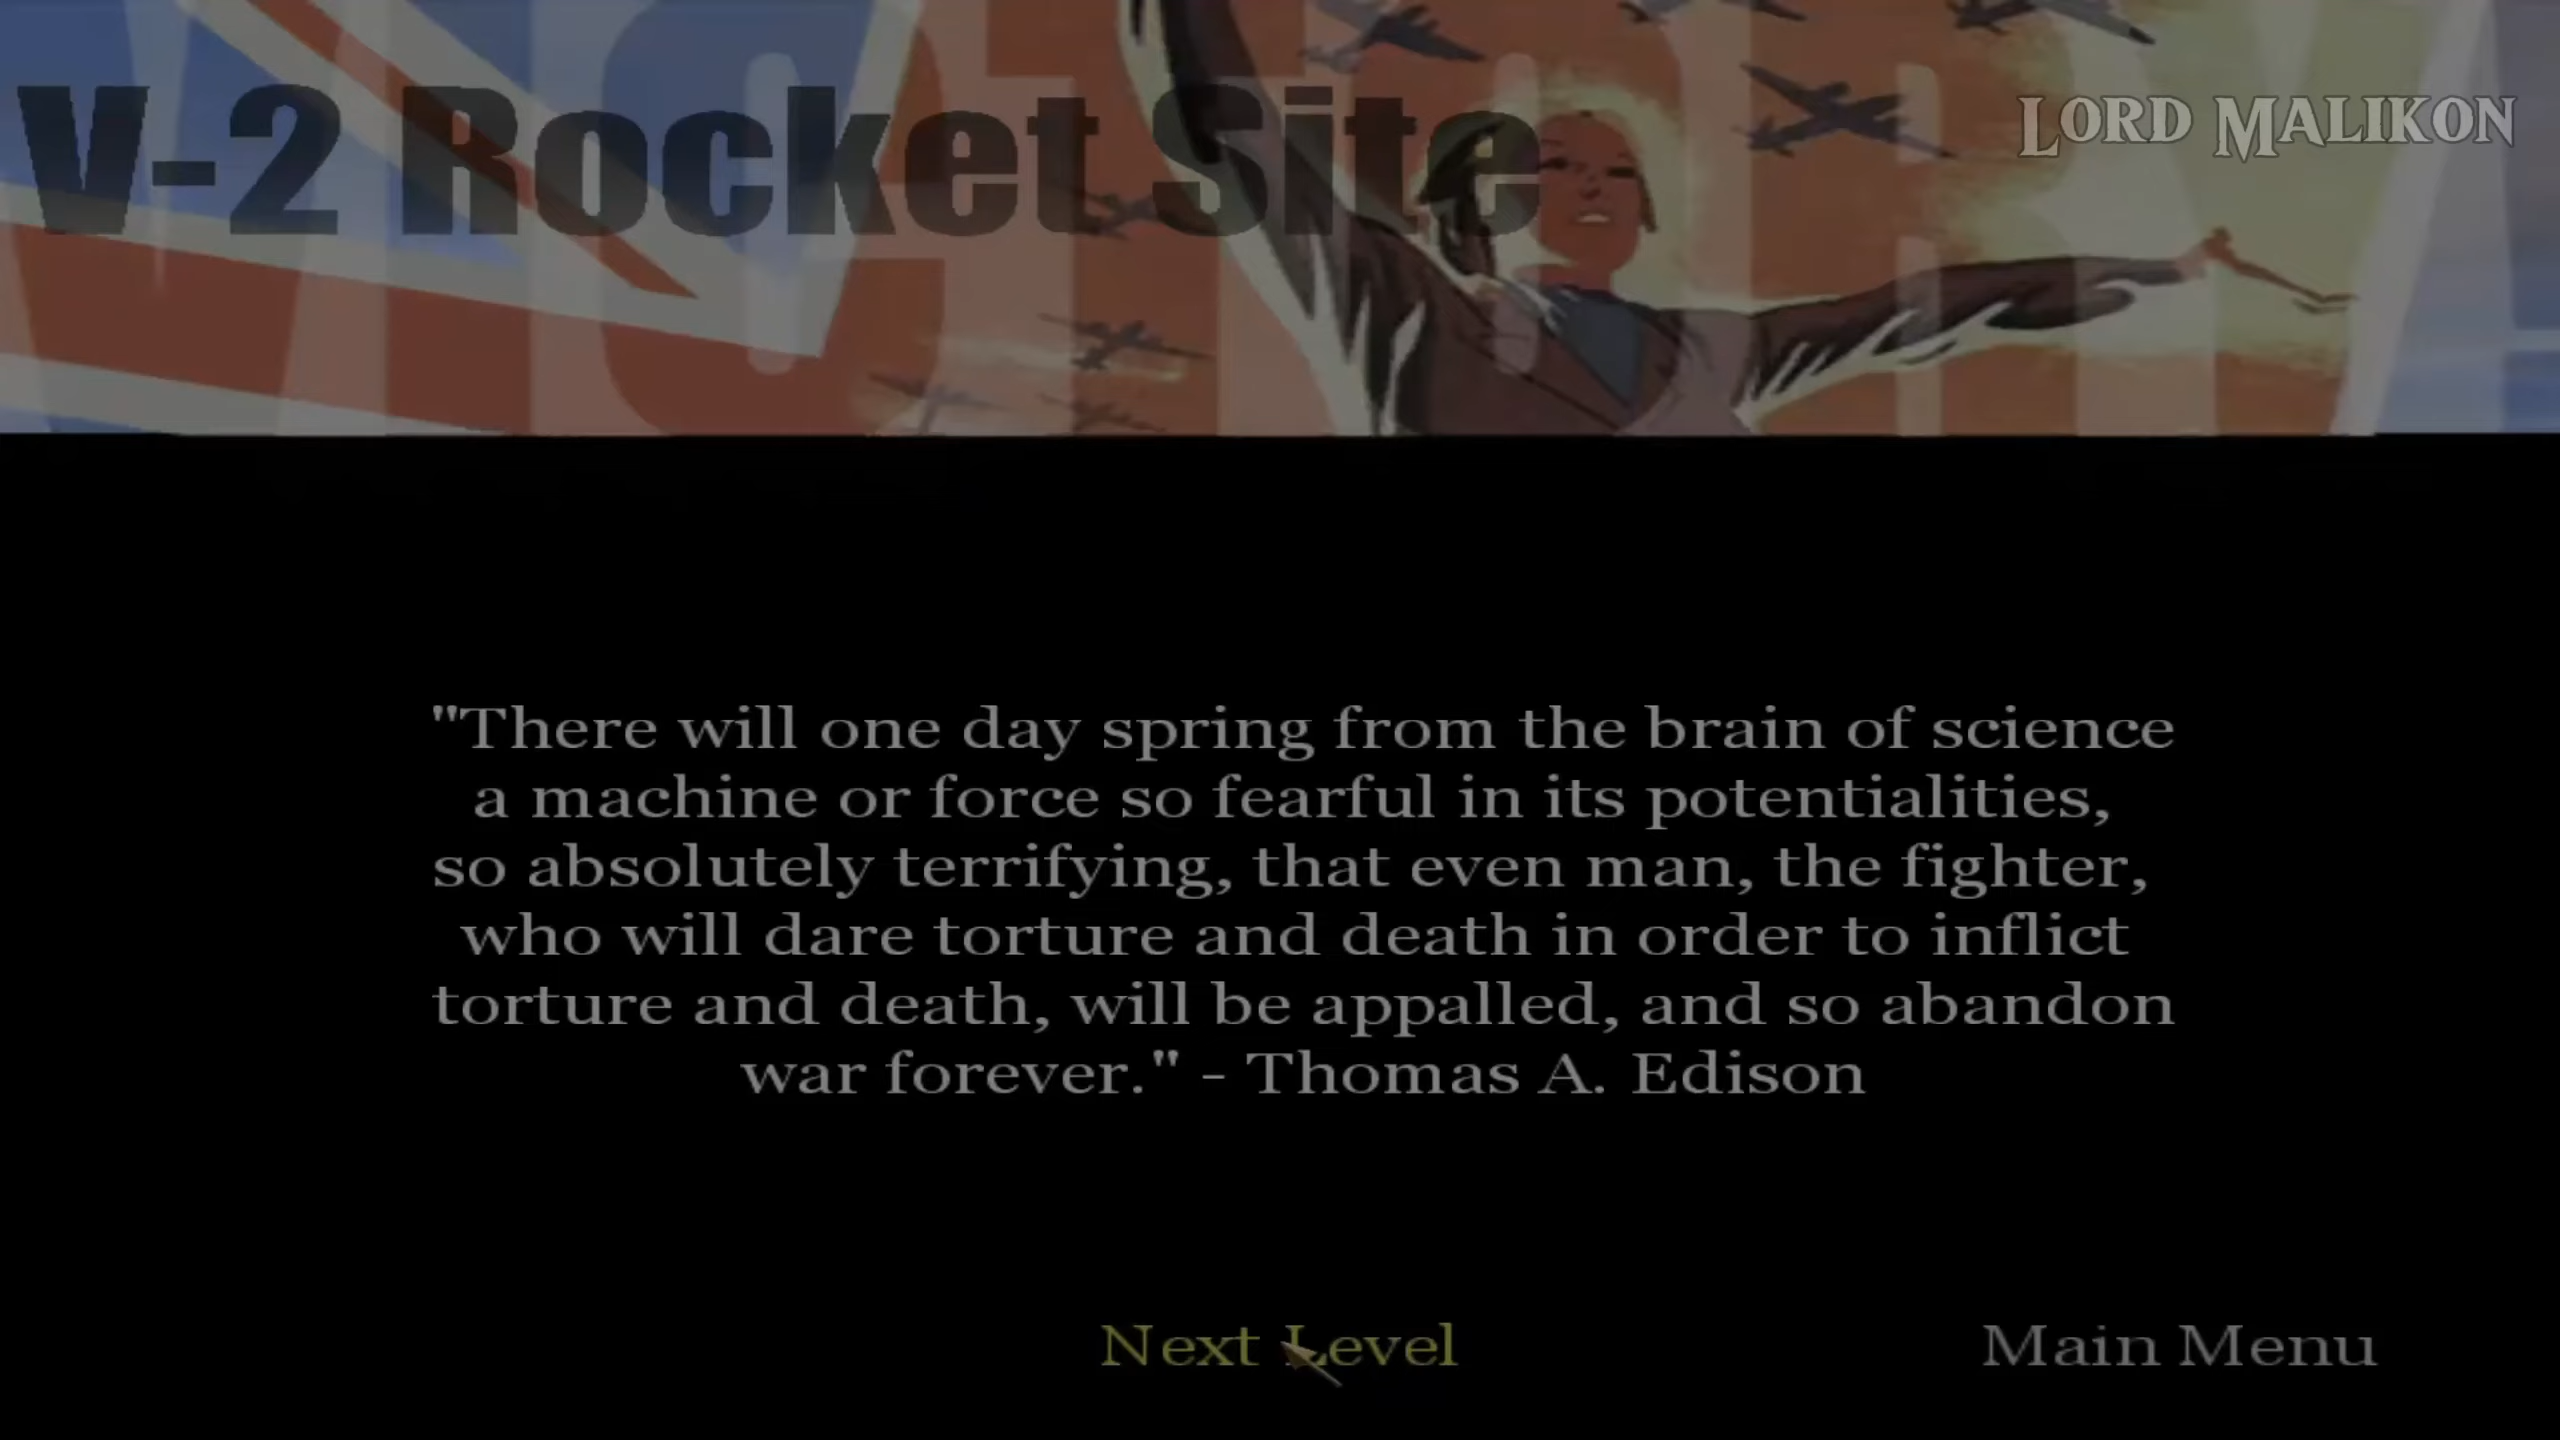 V-2 Rocket Site
LORD MALIKON
"There will one day spring from the brain of science
a machine or force so fearful in its potentialities,
so absolutely terrifying, that even man, the fighter,
who will dare torture and death in order to inflict
torture and death, will be appalled, and so abandon
war forever." - Thomas A. Edison
Next Level
Main Menu